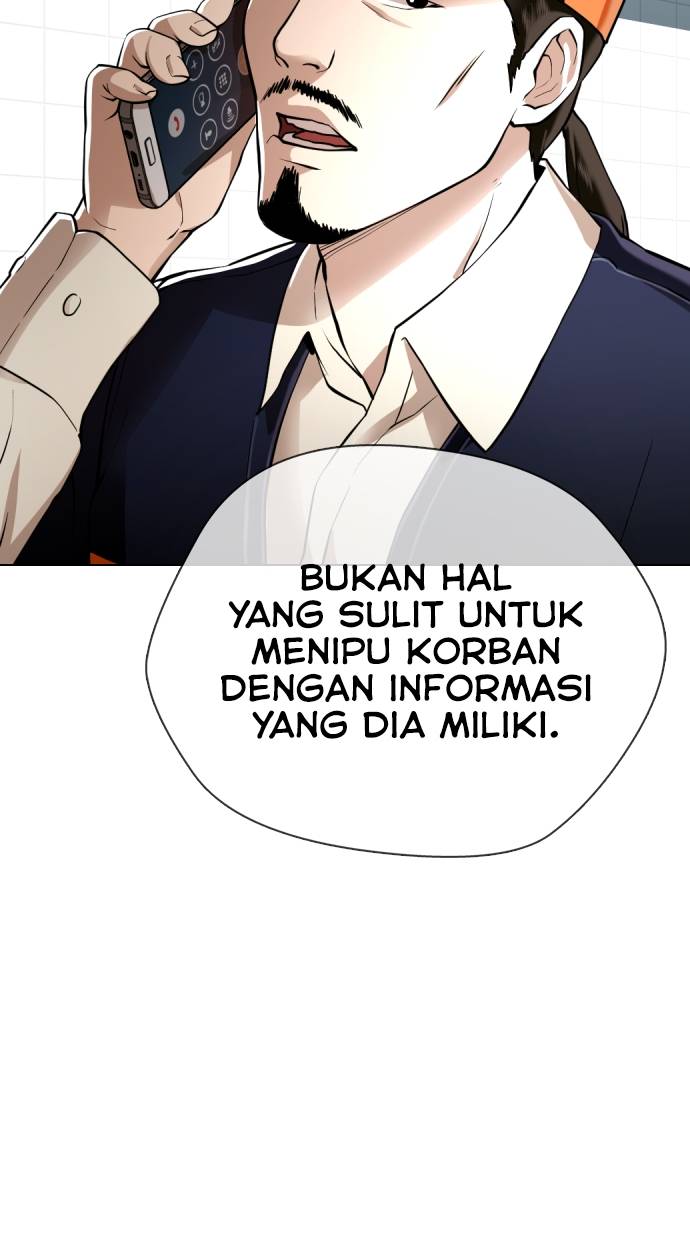 BUKAN HAL
YANG SULIT UNTUK
MENIPU KORBAN
DENGAN INFORMASI
YANG DIA MILIKI.